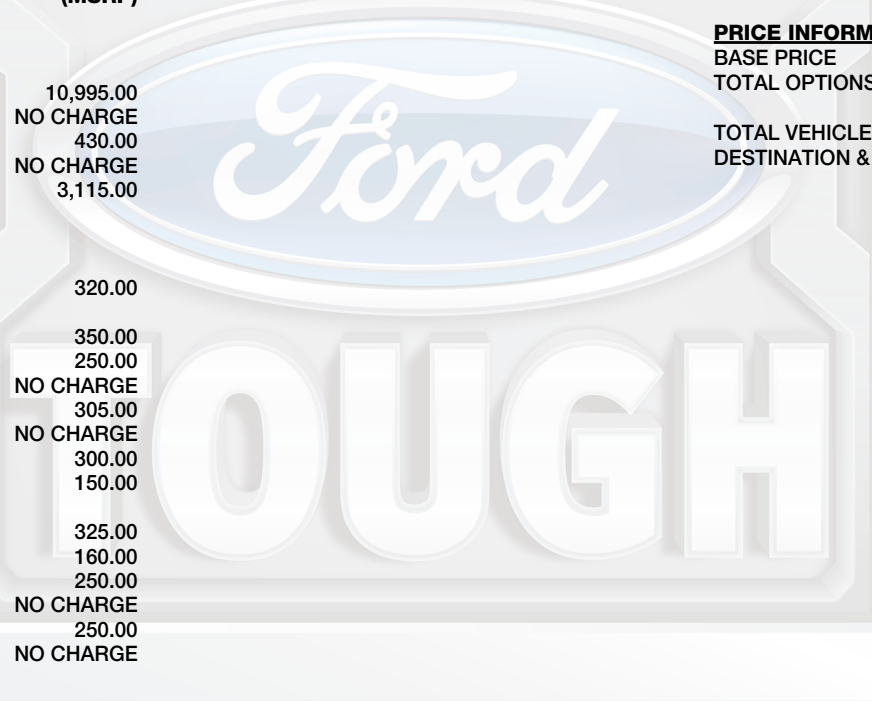 (MSRP)
10,995.00
NO CHARGE
430.00
NO CHARGE
3,115.00
320.00
350.00
250.00
NO CHARGE
305.00
NO CHARGE
300.00
150.00
325.00
160.00
250.00
NO CHARGE
250.00
NO CHARGE
PRICE INFORM
BASE PRICE
TOTAL OPTIONS
TOTAL VEHICLE
DESTINATION &
Ford
TOUGH